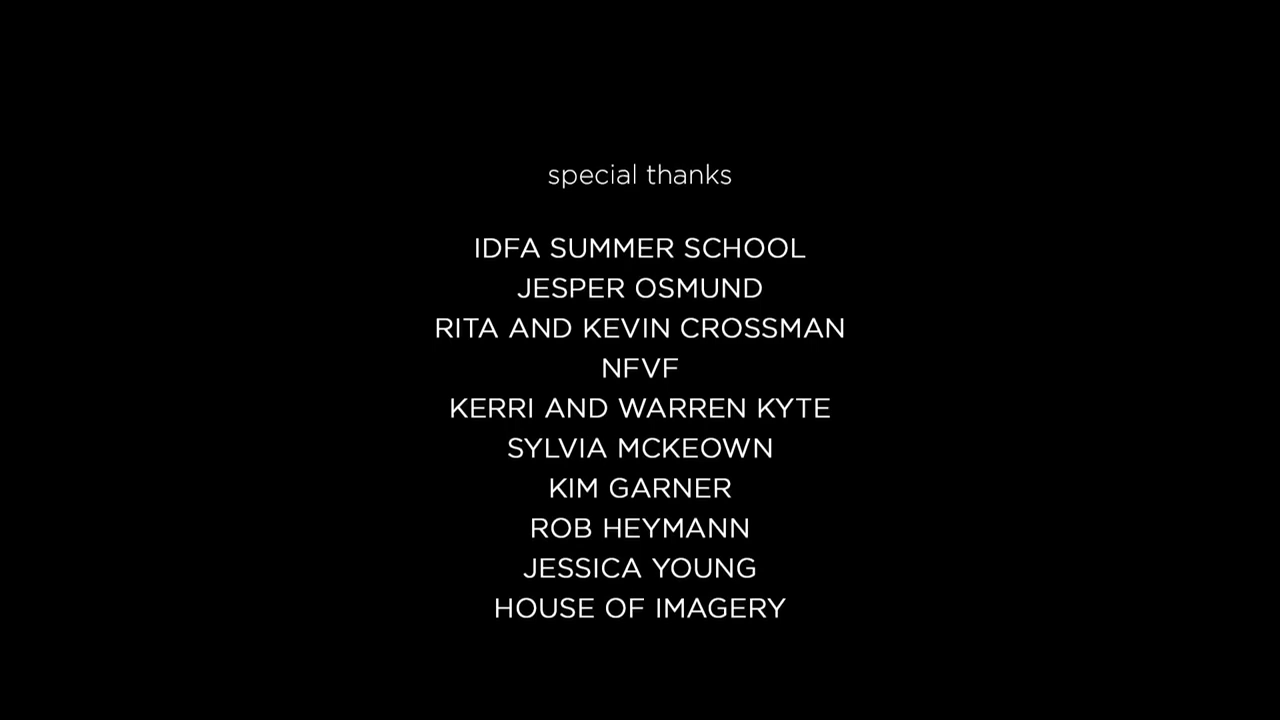 special thanks
IDFA SUMMER SCHOOL
JESPER OSMUND
RITA AND KEVIN CROSSMAN
NFVF
KERRI AND WARREN KYTE
SYLVIA MCKEOWN
KIM GARNER
ROB HEYMANN
JESSICA YOUNG
HOUSE OF IMAGERY